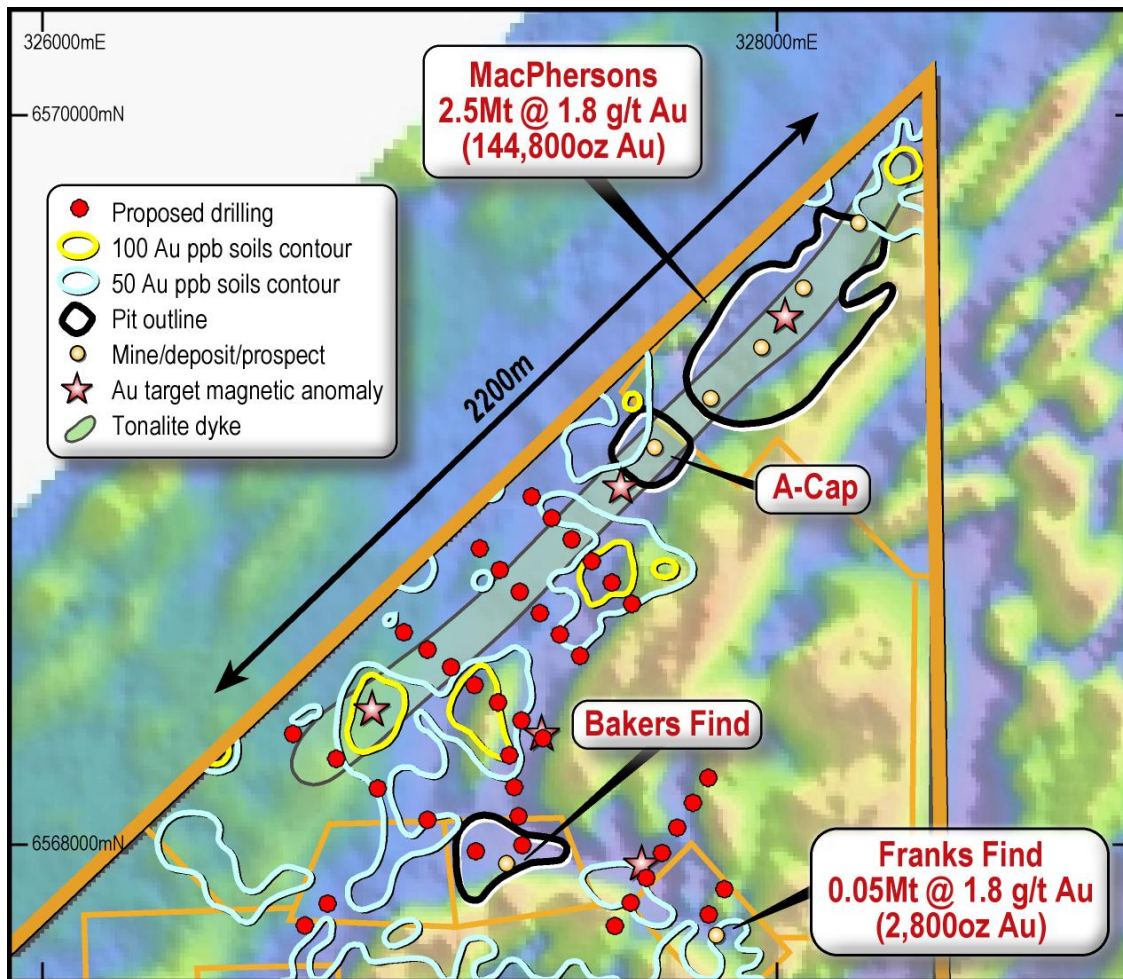 326000mE
328000mE
6570000mN
MacPhersons
2.5Mt @ 1.8 g/t Au
(144,800oz Au)
Proposed drilling
100 Au ppb soils contour
50 Au ppb soils contour
Pit outline
Mine/deposit/prospect
Au target magnetic anomaly
Tonalite dyke
2200m
A-Cap
Bakers Find
6568000mN
Franks Find
0.05Mt @ 1.8 g/t Au
(2,800oz Au)